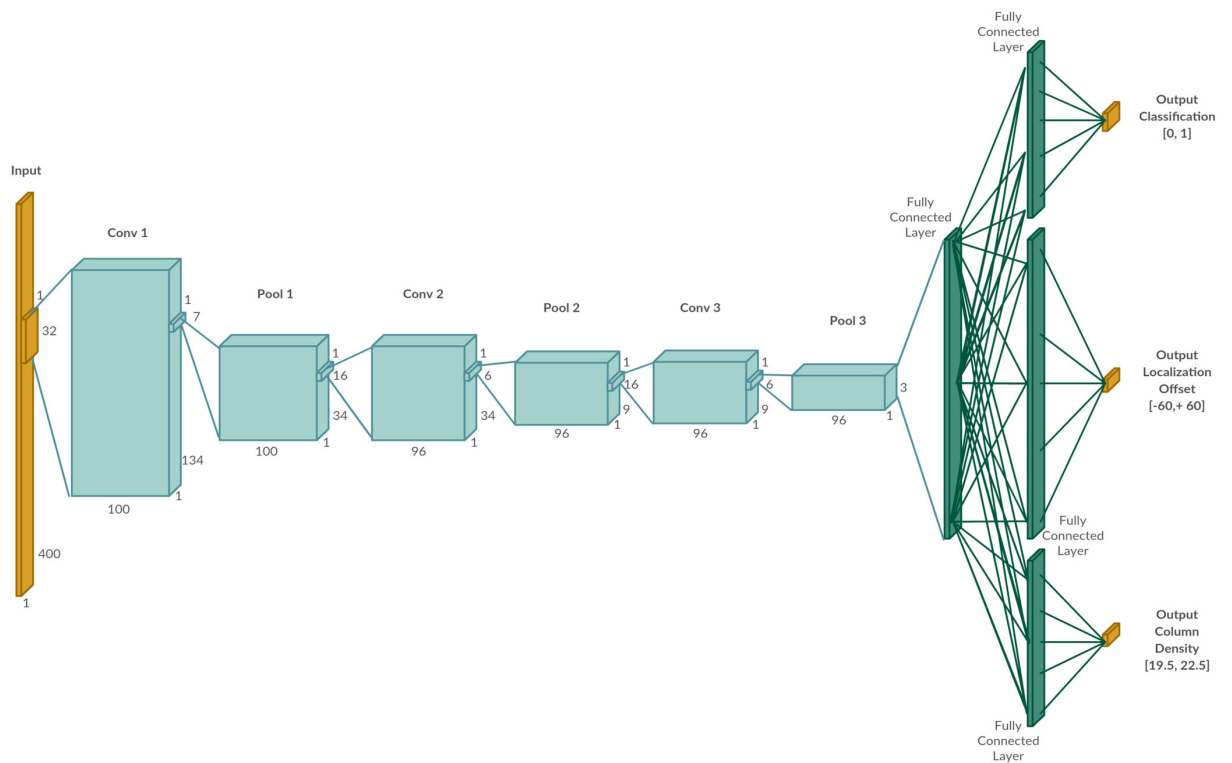 Input
1
32
400
1
Conv 1
1
7
134
1
100
Pool 1
1
16
34
1
100
Conv 2
1
6
34
1
96
Pool 2
1
16
9
1
96
Conv 3
1
6
9
1
96
Pool 3
3
1
96
Fully
Connected
Layer
Fully
Connected
Layer
Fully
Connected
Layer
Fully
Connected
Layer
Output
Classification
[0, 1]
Output
Localization
Offset
[-60,+ 60]
Output
Column
Density
[19.5, 22.5]